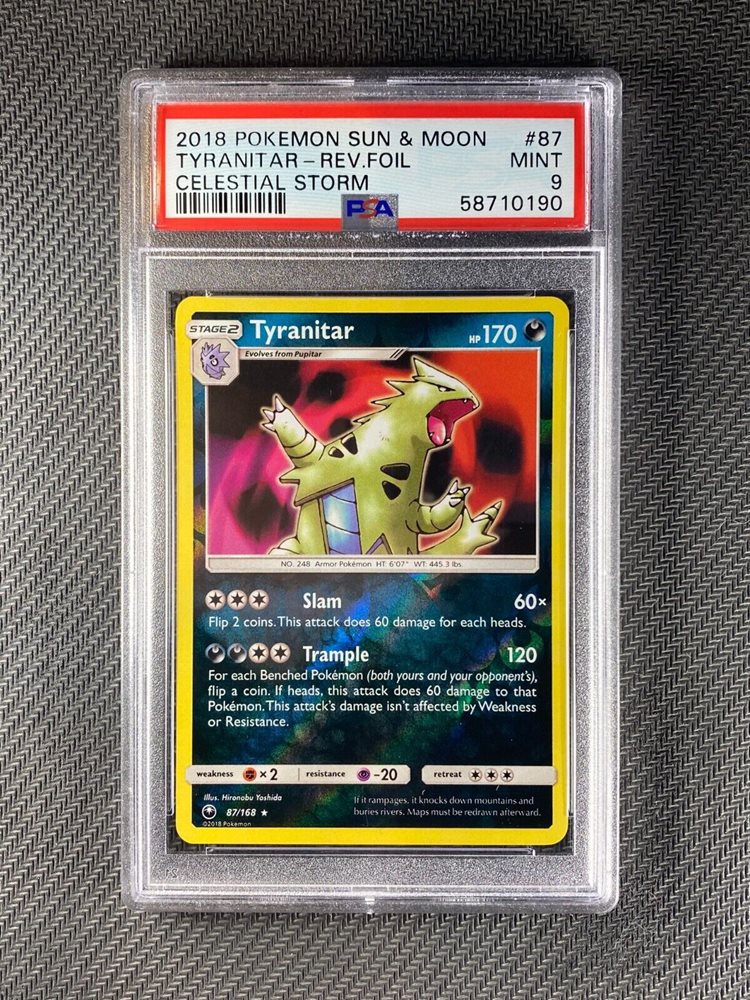 2018 POKEMON SUN & MOON #87
TYRANITAR - REV.FOIL MINT
CELESTIAL STORM 9
PSA 58710190
STAGE 2 Tyranitar HP 170
Evolves from Pupitar
NO. 248 Armor Pokémon HT: 6'07" WT: 445.3 lbs.
Slam 60×
Flip 2 coins. This attack does 60 damage for each heads.
Trample 120
For each Benched Pokémon (both yours and your opponent's),
flip a coin. If heads, this attack does 60 damage to that
Pokémon. This attack's damage isn't affected by Weakness
or Resistance.
weakness ×2 resistance -20 retreat
Illus. Hironobu Yoshida
87/168 ★
©2018 Pokémon
If it rampages, it knocks down mountains and
buries rivers. Maps must be redrawn afterward.